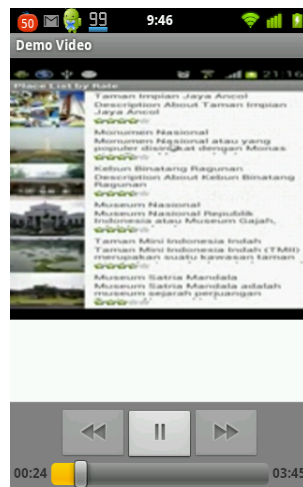 50 99 9:46
Demo Video
21:16
Place List by Rate
Taman Impian Jaya Ancol
Description About Taman Impian
Jaya Ancol
Monumen Nasional
Monumen Nasional atau yang
populer disingkat dengan Monas
Kebun Binatang Ragunan
Description About Kebun Binatang
Ragunan
Museum Nasional
Museum Nasional Republik
Indonesia atau Museum Gajah,
Taman Mini Indonesia Indah
Taman Mini Indonesia Indah (TMII)
merupakan suatu kawasan taman
Museum Satria Mandala
Museum Satria Mandala adalah
museum sejarah perjuangan
00:24 03:45